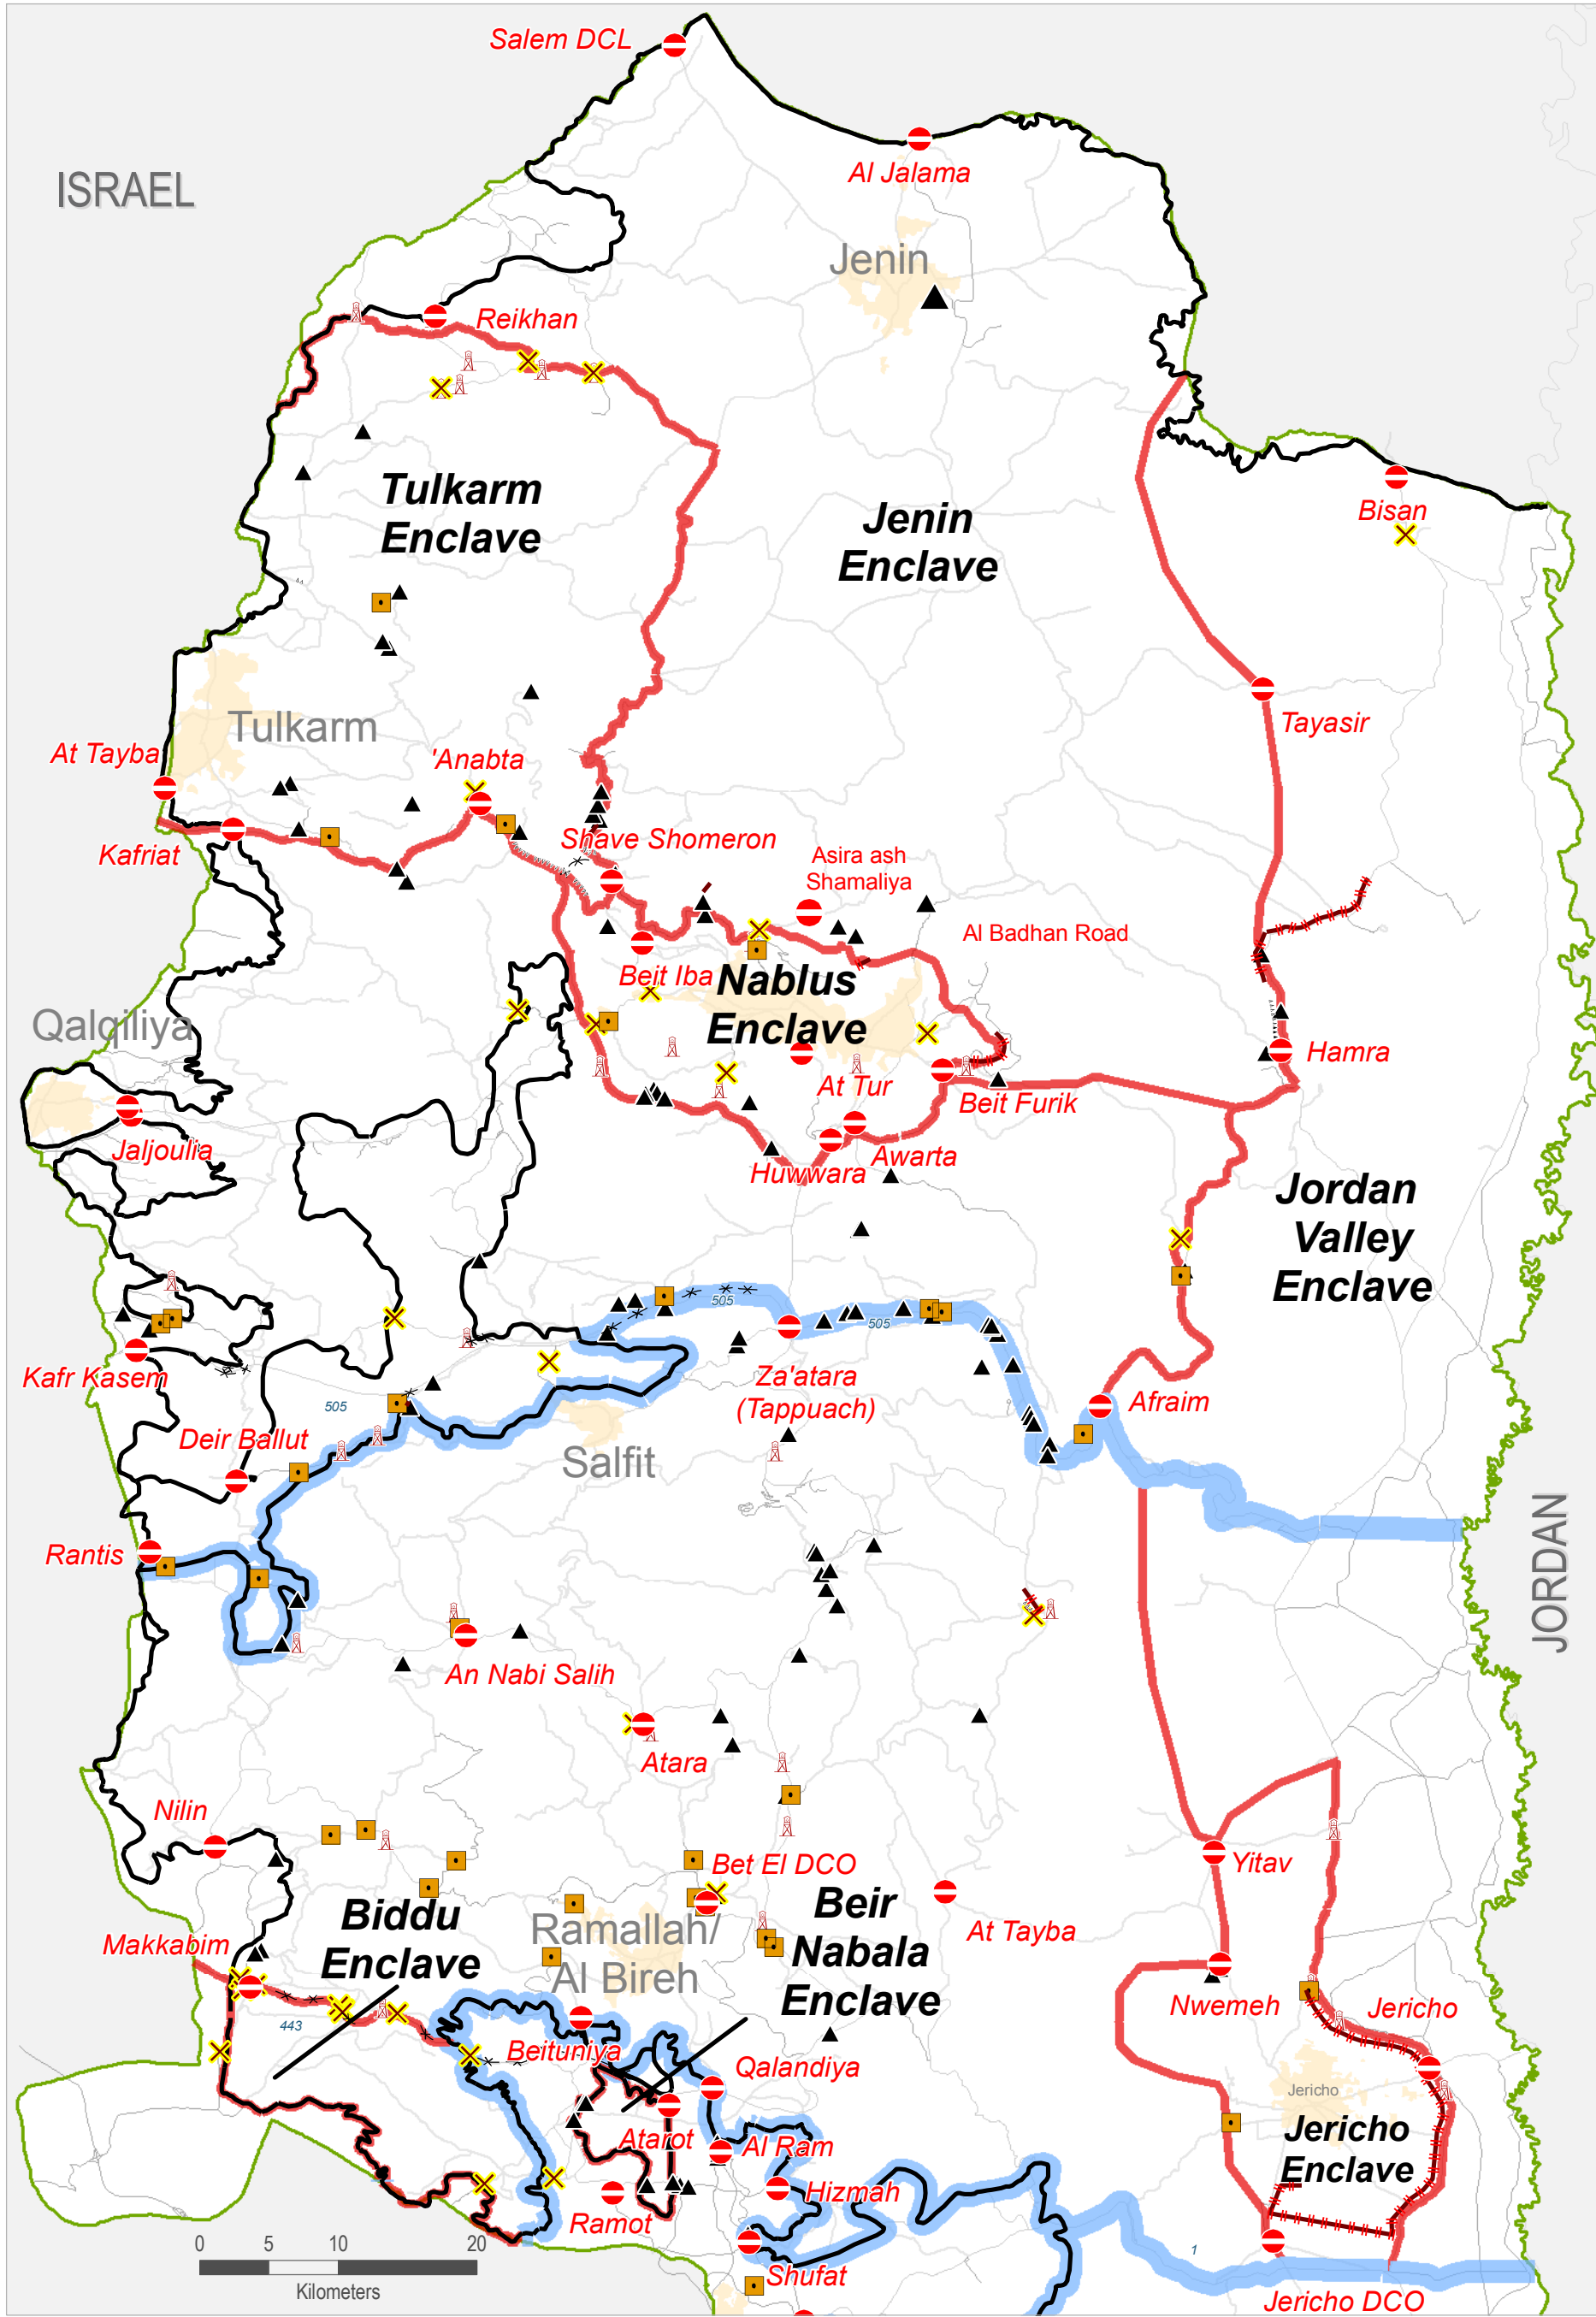 Salem DCL
Al Jalama
ISRAEL
Jenin
Reikhan
Tulkarm
Enclave
Jenin
Enclave
Bisan
Tayasir
Tulkarm
At Tayba
'Anabta
Kafriat
Shave Shomeron
Asira ash
Shamaliya
Al Badhan Road
Beit Iba
Nablus
Enclave
Qalqiliya
Hamra
At Tur
Beit Furik
Jaljoulia
Awarta
Huwwara
Jordan
Valley
Enclave
505
505
Kafr Kasem
Za'atara
(Tappuach)
Afraim
505
Deir Ballut
Salfit
JORDAN
Rantis
An Nabi Salih
Atara
Nilin
Yitav
Bet El DCO
Biddu
Enclave
Ramallah/
Al Bireh
Beir
Nabala
Enclave
At Tayba
Makkabim
Nwemeh
Jericho
443
Beituniya
Qalandiya
Jericho
Jericho
Enclave
Atarot
Al Ram
Hizmah
Ramot
0 5 10 20
Kilometers
1
Shufat
Jericho DCO